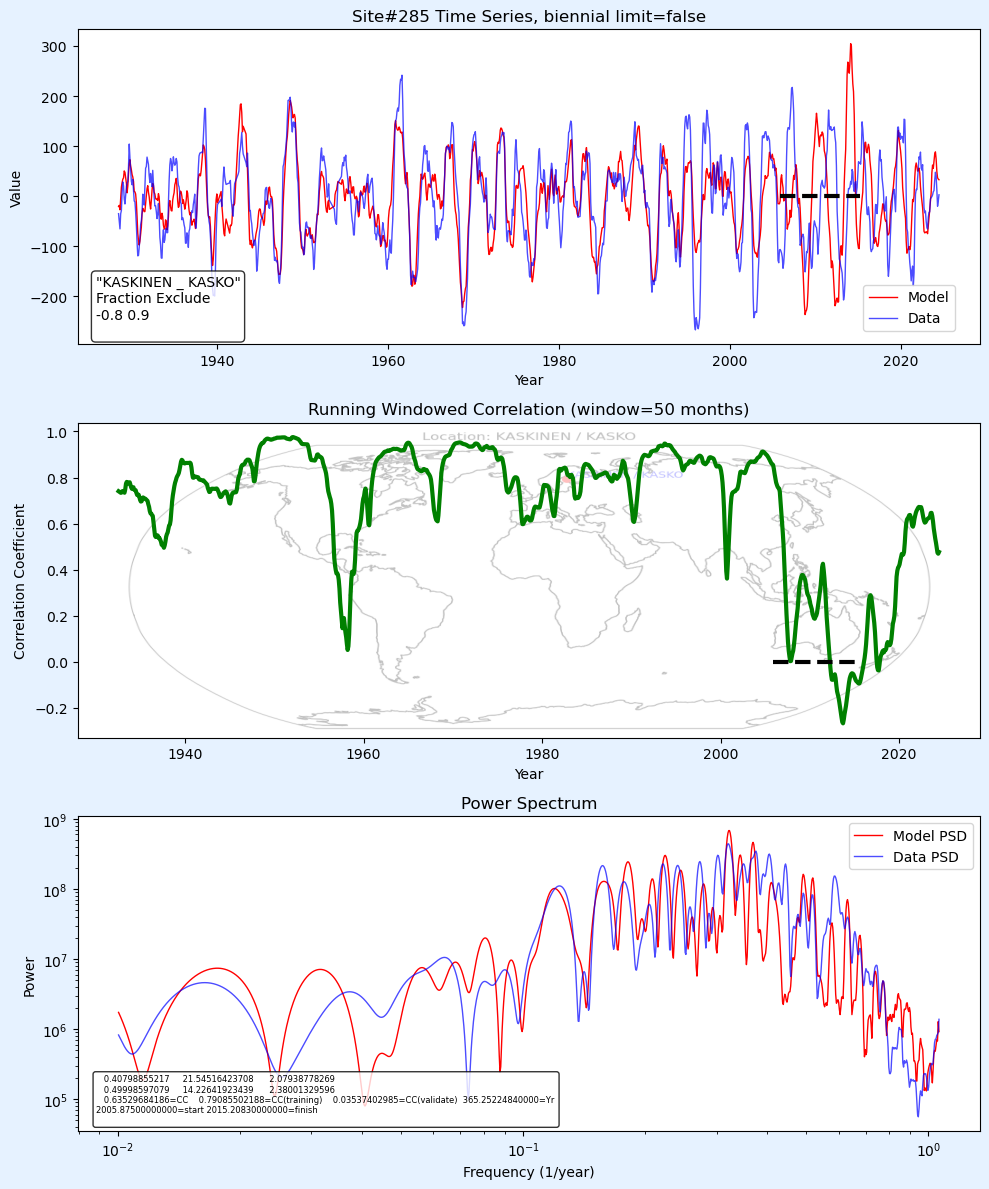 Site#285 Time Series, biennial limit=false
300
200
100
0
−100
−200
Value
"KASKINEN _ KASKO"
Fraction Exclude
-0.8 0.9
Model
Data
1940
1960
1980
2000
2020
Year
Running Windowed Correlation (window=50 months)
Location: KASKINEN / KASKO
KASKO
1.0
0.8
0.6
0.4
0.2
0.0
−0.2
Correlation Coefficient
1940
1960
1980
2000
2020
Year
Power Spectrum
10⁹
10⁸
10⁷
10⁶
10⁵
Power
Model PSD
Data PSD
0.40798855217 21.54516423708 2.07938778269
0.49998597079 14.22641923439 2.38001329596
0.63529684186=CC 0.79085502188=CC(training) 0.03537402985=CC(validate) 365.25224840000=Yr
2005.87500000000=start 2015.20830000000=finish
10⁻²
10⁻¹
10⁰
Frequency (1/year)